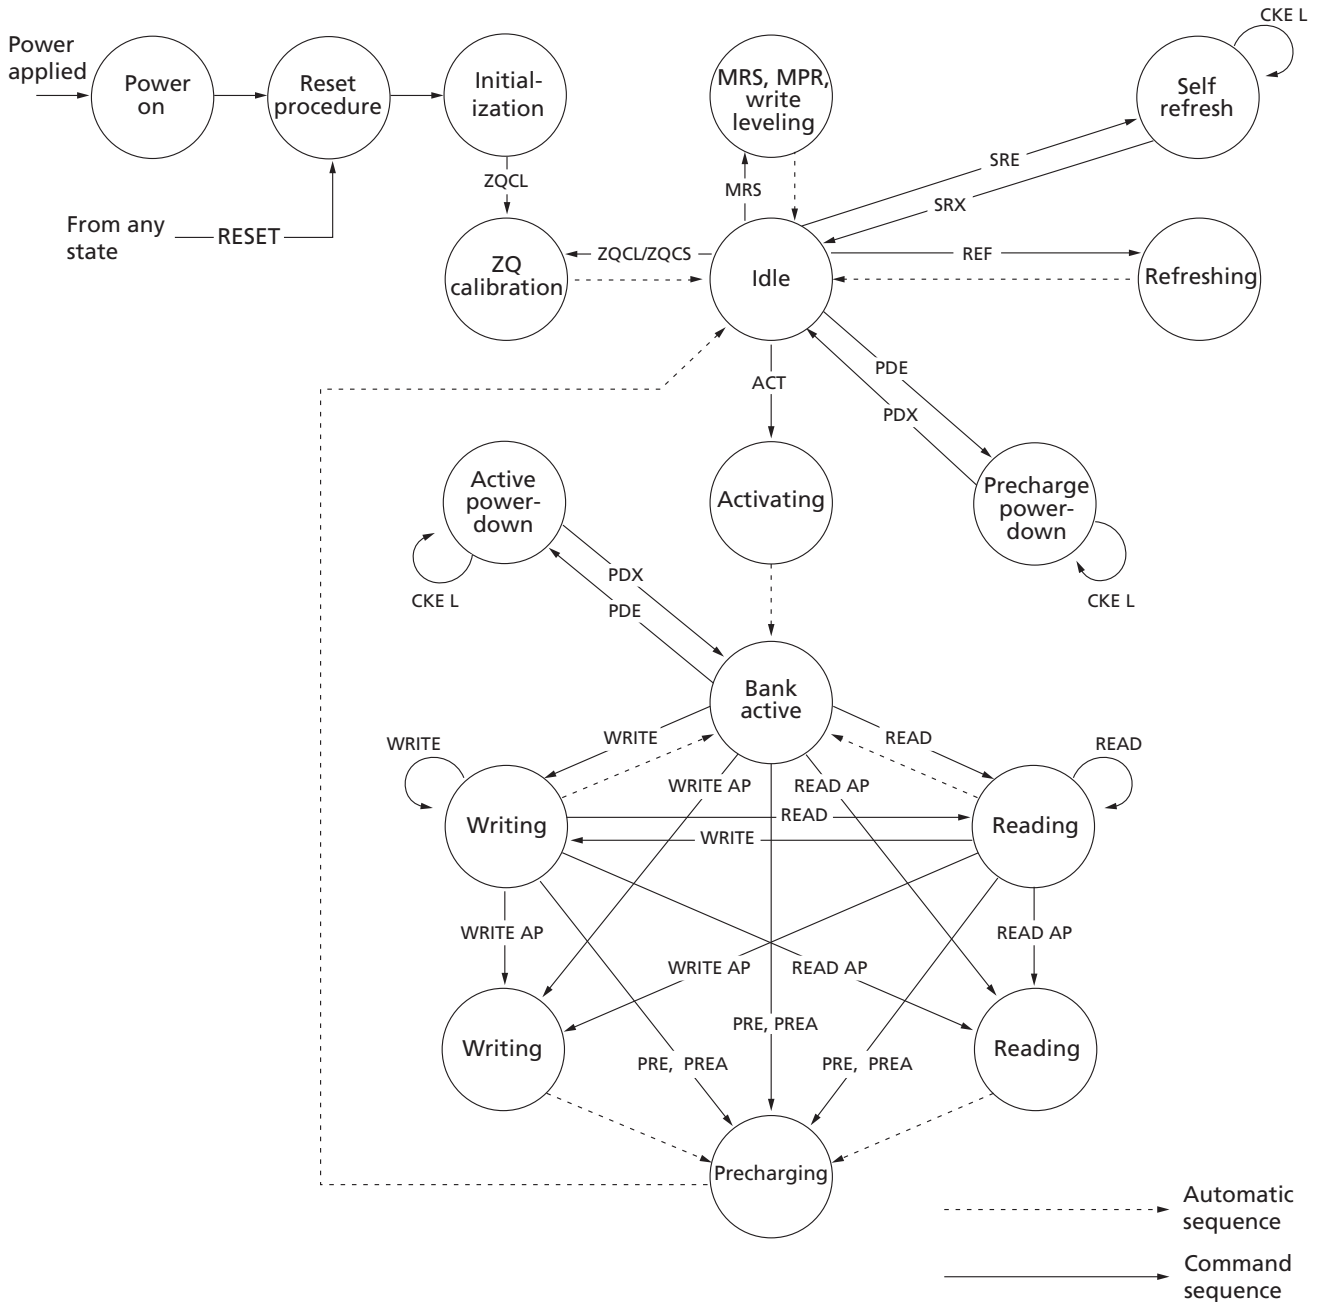 CKE L
Power
applied
Power
on
Reset
procedure
Initial-
ization
MRS, MPR,
write
leveling
Self
refresh
SRE
ZQCL
MRS
SRX
From any
state
RESET
ZQCL/ZQCS
REF
ZQ
calibration
Idle
Refreshing
PDE
ACT
PDX
Active
power-
down
Activating
Precharge
power-
down
PDX
CKE L
PDE
CKE L
Bank
active
WRITE
WRITE
READ
READ
WRITE AP
READ AP
Writing
READ
Reading
WRITE
WRITE AP
READ AP
WRITE AP
READ AP
PRE, PREA
Writing
Reading
PRE, PREA
PRE, PREA
Precharging
Automatic
sequence
Command
sequence